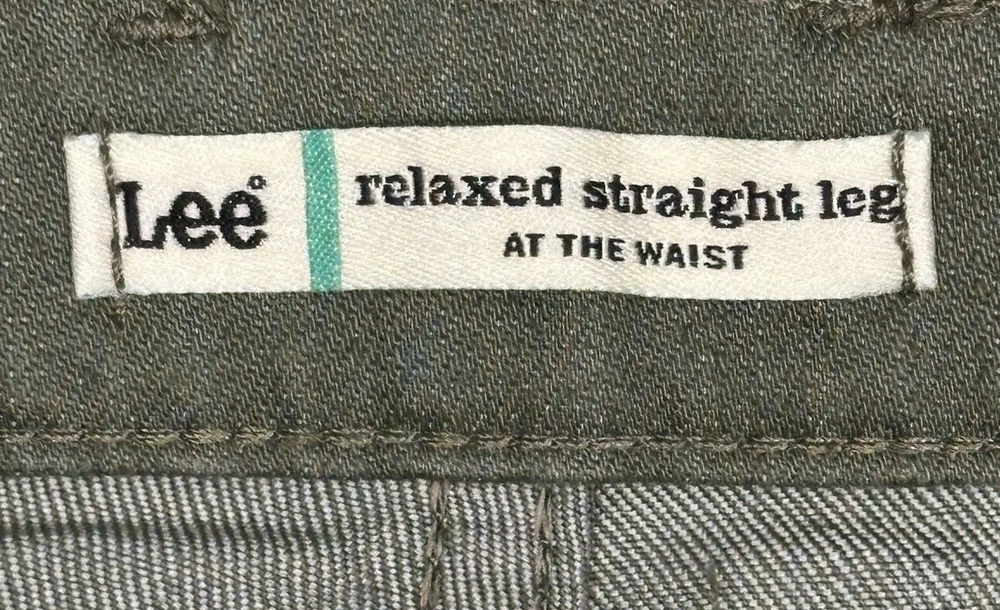 Lee® relaxed straight leg
AT THE WAIST